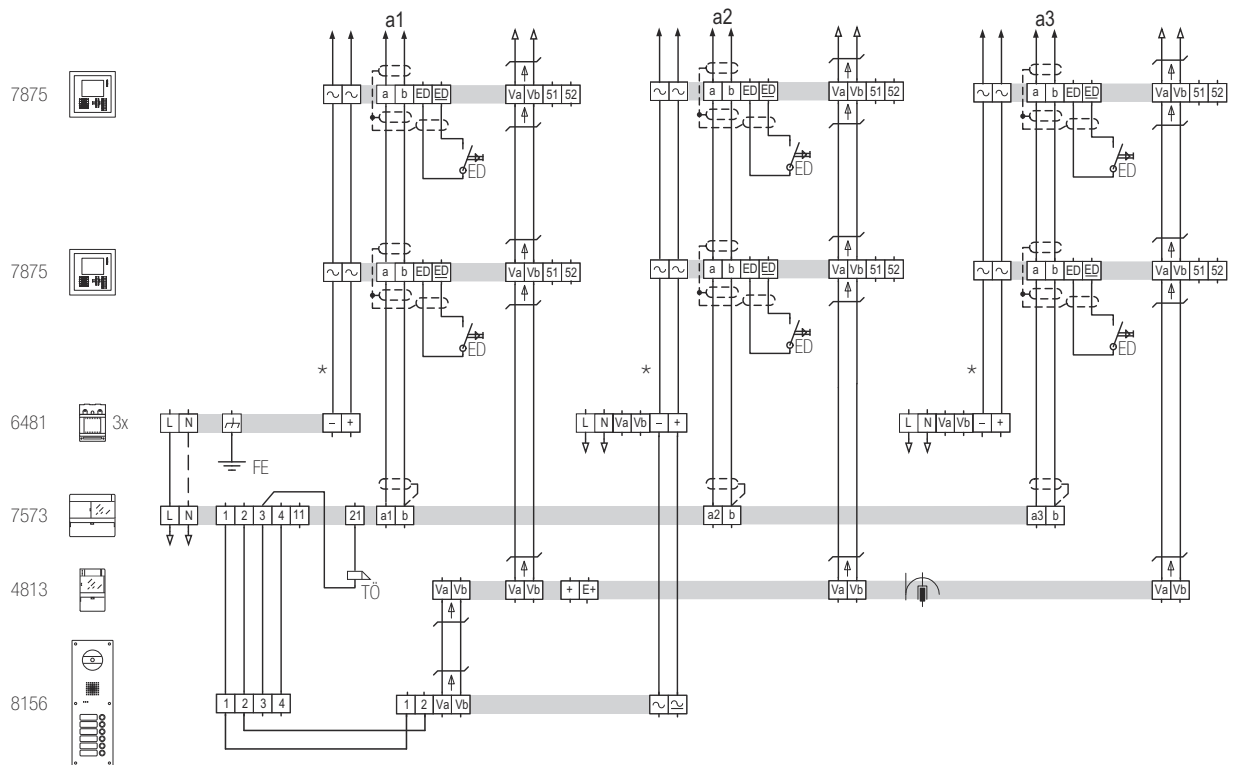 a1 a2 a3
7875 a b ED ED Va Vb 51 52 a b ED ED Va Vb 51 52 a b ED ED Va Vb 51 52
ED ED ED
7875 a b ED ED Va Vb 51 52 a b ED ED Va Vb 51 52 a b ED ED Va Vb 51 52
ED ED ED
* * *
6481 3x L N – + L N Va Vb – + L N Va Vb – +
FE
7573 L N 1 2 3 4 11 21 a1 b a2 b a3 b
4813 TÖ Va Vb Va Vb + E+ Va Vb Va Vb
8156 1 2 3 4 1 2 Va Vb